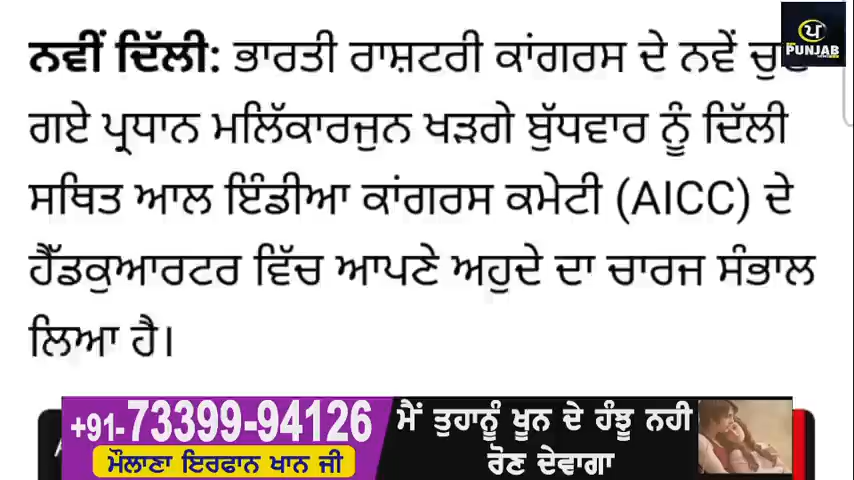 ਨਵੀਂ ਦਿੱਲੀ: ਭਾਰਤੀ ਰਾਸ਼ਟਰੀ ਕਾਂਗਰਸ ਦੇ ਨਵੇਂ
ਗਏ ਪ੍ਰਧਾਨ ਮਲਿੱਕਾਰਜੁਨ ਖੜਗੇ ਬੁੱਧਵਾਰ ਨੂੰ ਦਿੱਲੀ
ਸਥਿਤ ਆਲ ਇੰਡੀਆ ਕਾਂਗਰਸ ਕਮੇਟੀ (AICC) ਦੇ
ਹੈੱਡਕੁਆਰਟਰ ਵਿੱਚ ਆਪਣੇ ਅਹੁਦੇ ਦਾ ਚਾਰਜ ਸੰਭਾਲ
ਲਿਆ ਹੈ।
ਪ
PUNJAB
+91-73399-94126
ਮੌਲਾਣਾ ਇਰਫਾਨ ਖਾਨ ਜੀ
ਮੈਂ ਤੁਹਾਨੂੰ ਖੂਨ ਦੇ ਹੰਝੂ ਨਹੀ
ਰੋਣ ਦੇਵਾਗਾ